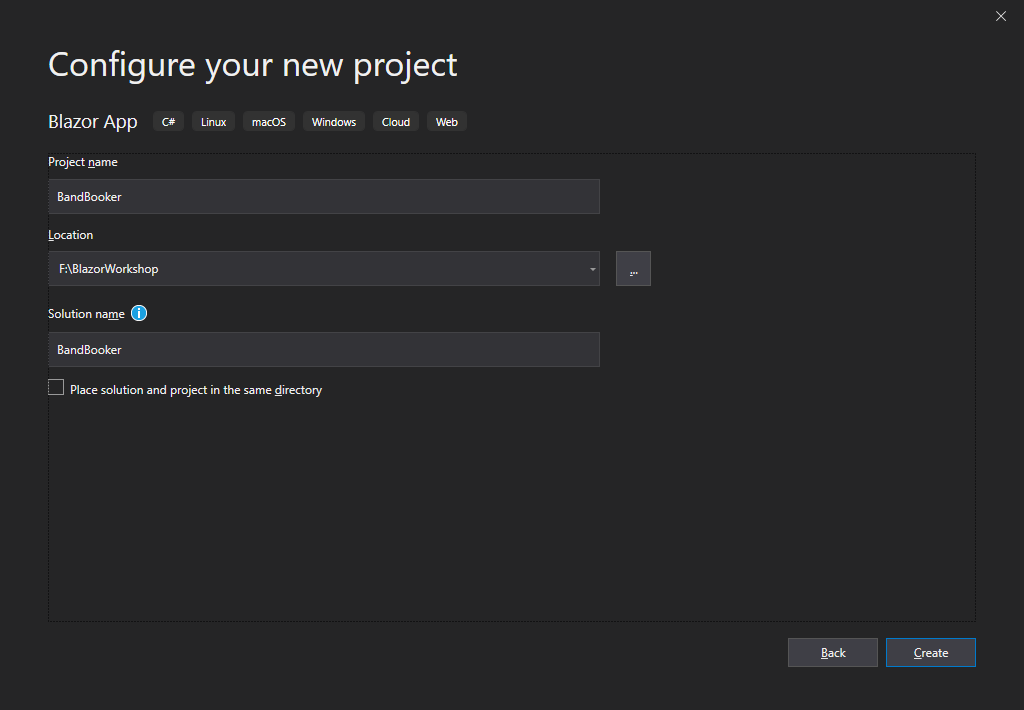 Configure your new project
Blazor App C# Linux macOS Windows Cloud Web
Project name
BandBooker
Location
F:\BlazorWorkshop
...
Solution name i
BandBooker
Place solution and project in the same directory
Back Create